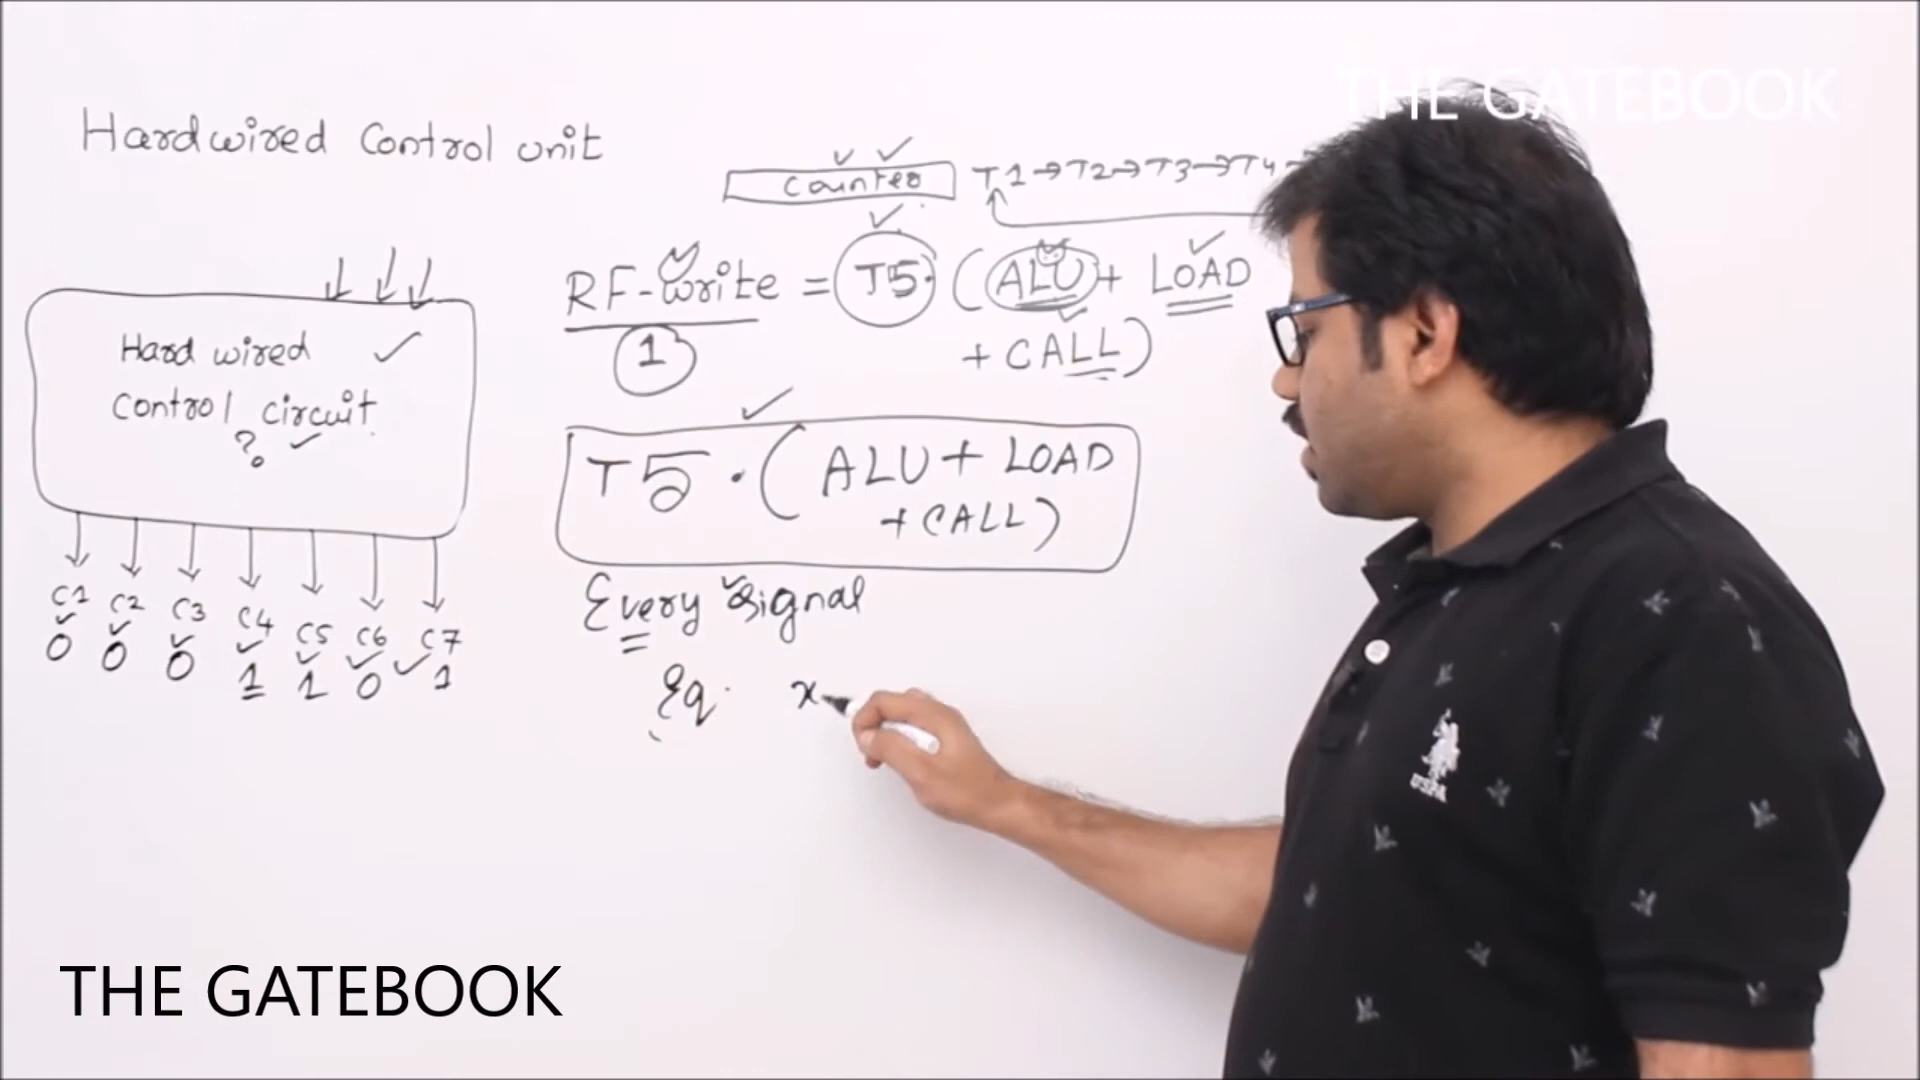 THE GATEBOOK
Hardwired Control unit
Counter T1→T2→T3→T4→
RF-Write = T5·(ALU + LOAD
+ CALL)
1
Hard wired
Control circuit
?
T5·(ALU + LOAD
+ CALL)
Every Signal
Eq. x
C1 C2 C3 C4 C5 C6 C7
0 0 0 1 1 0 1
USPA
THE GATEBOOK